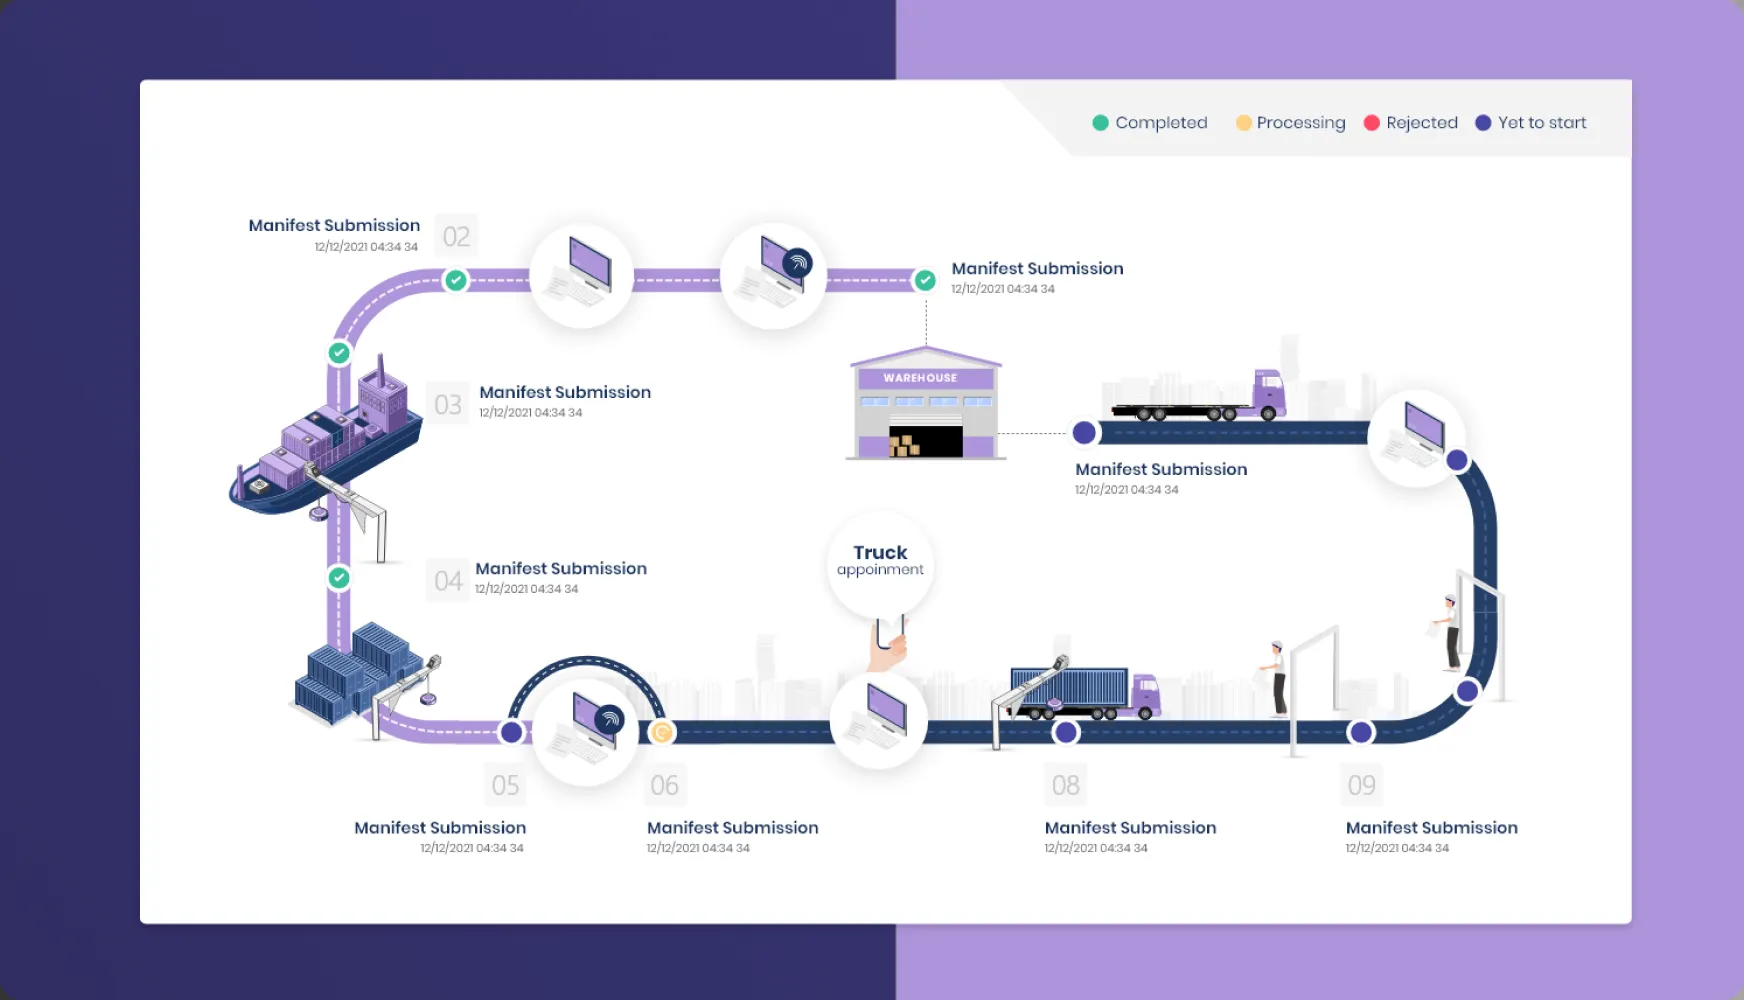 Completed
Processing
Rejected
Yet to start
Manifest Submission
12/12/2021 04:34 34
02
Manifest Submission
12/12/2021 04:34 34
WAREHOUSE
03
Manifest Submission
12/12/2021 04:34 34
Manifest Submission
12/12/2021 04:34 34
04
Manifest Submission
12/12/2021 04:34 34
Truck
appoinment
05
Manifest Submission
12/12/2021 04:34 34
06
Manifest Submission
12/12/2021 04:34 34
08
Manifest Submission
12/12/2021 04:34 34
09
Manifest Submission
12/12/2021 04:34 34